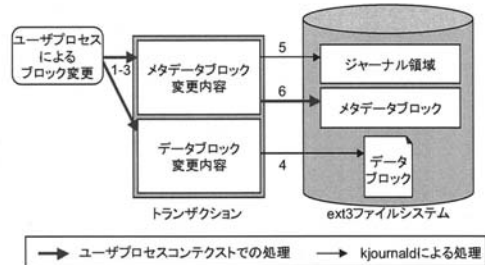 ユーザプロセス
による
ブロック変更
1-3
メタデータブロック
変更内容
データブロック
変更内容
トランザクション
5
6
4
ジャーナル領域
メタデータブロック
データ
ブロック
ext3ファイルシステム
ユーザプロセスコンテクストでの処理
kjournaldによる処理